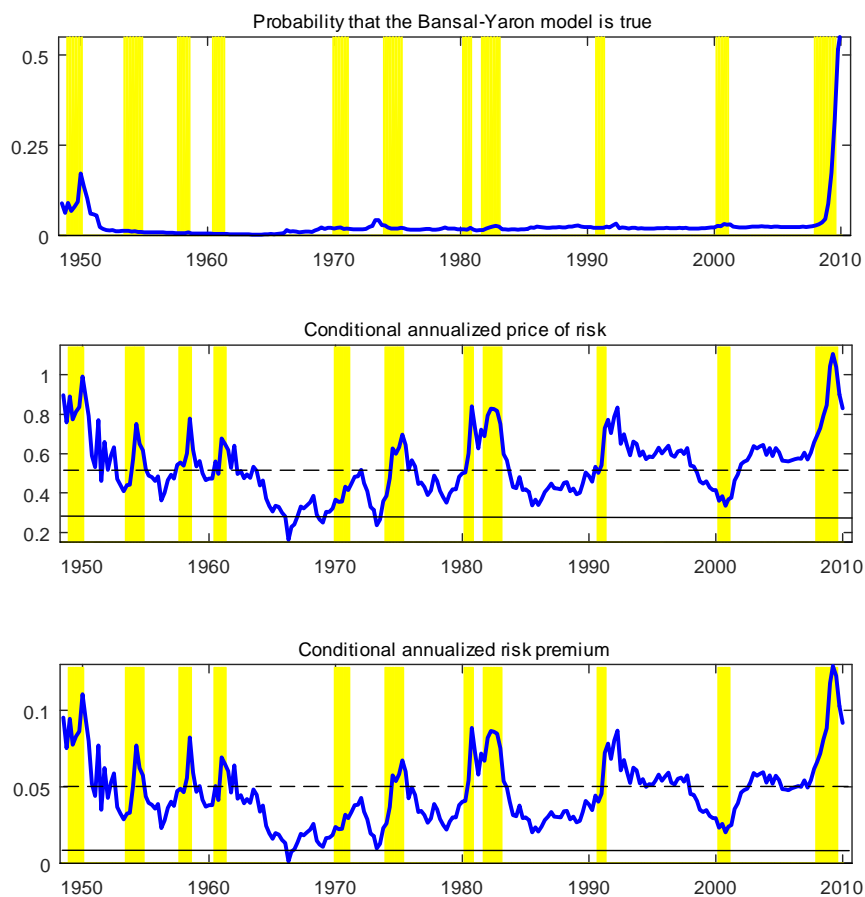 Probability that the Bansal-Yaron model is true
0.5
0.25
0
1950 1960 1970 1980 1990 2000 2010
Conditional annualized price of risk
1
0.8
0.6
0.4
0.2
1950 1960 1970 1980 1990 2000 2010
Conditional annualized risk premium
0.1
0.05
0
1950 1960 1970 1980 1990 2000 2010